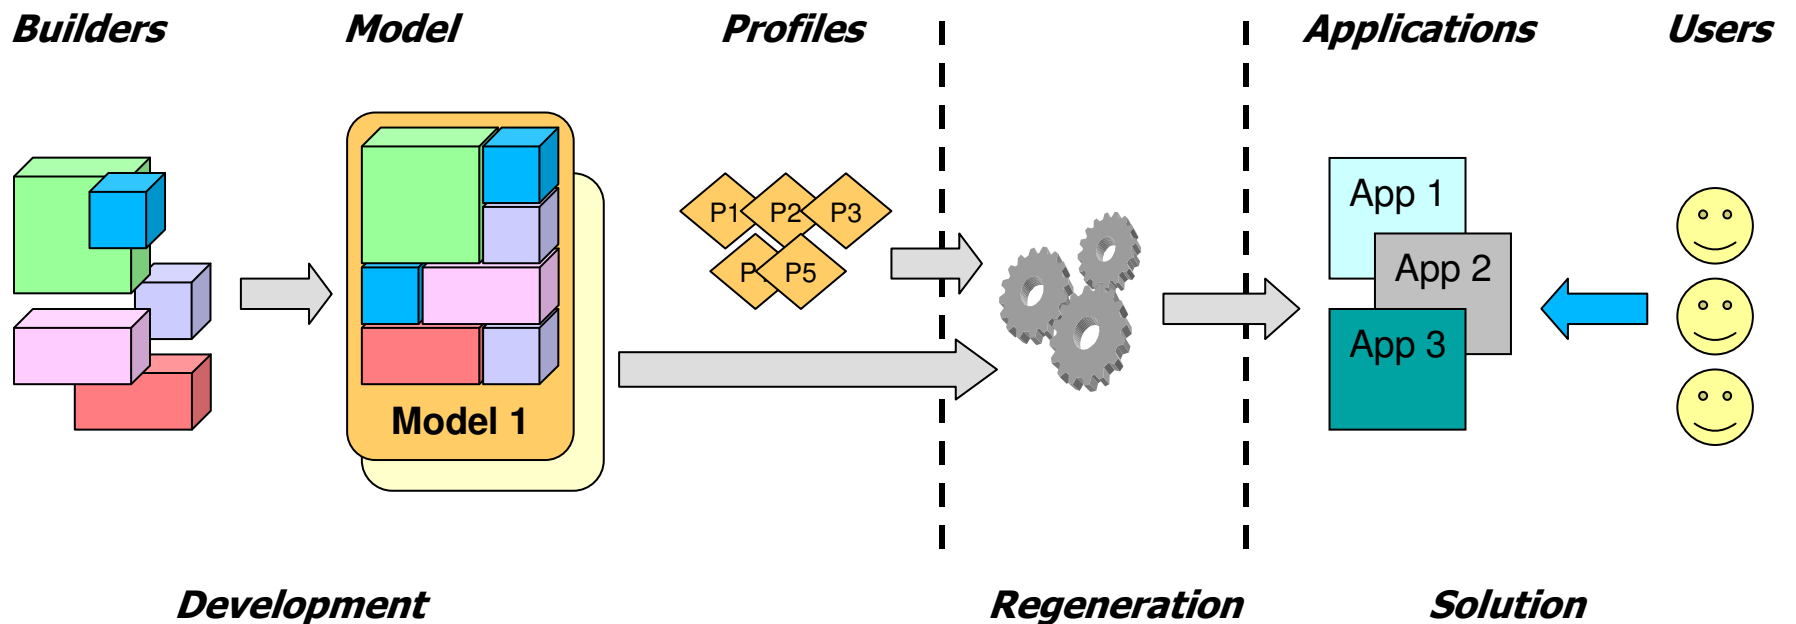 Builders
Model
Profiles
Applications
Users
P1
P2
P3
P
P5
Model 1
App 1
App 2
App 3
Development
Regeneration
Solution